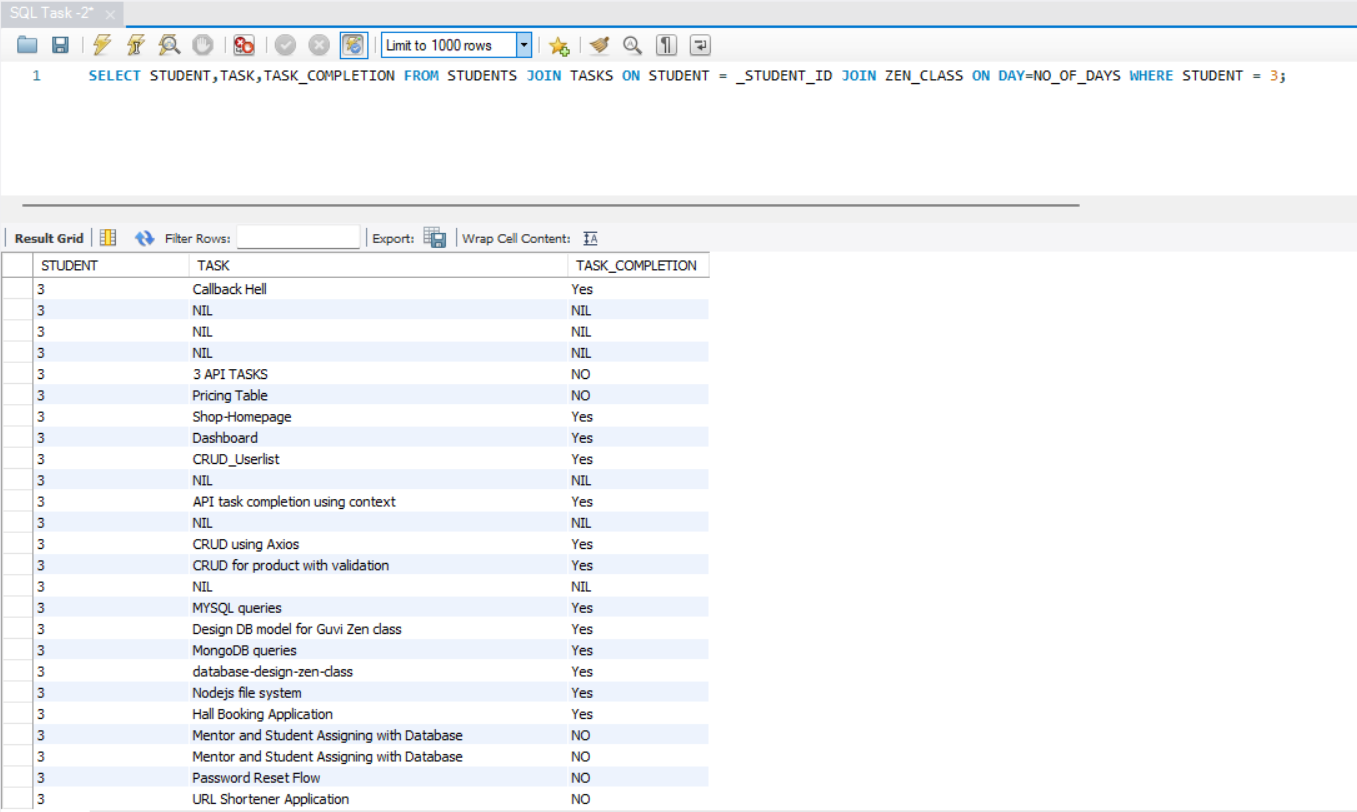 SQL Task -2*
Limit to 1000 rows
1 SELECT STUDENT,TASK,TASK_COMPLETION FROM STUDENTS JOIN TASKS ON STUDENT = _STUDENT_ID JOIN ZEN_CLASS ON DAY=NO_OF_DAYS WHERE STUDENT = 3;
Result Grid Filter Rows: Export: Wrap Cell Content:
STUDENT TASK TASK_COMPLETION
3 Callback Hell Yes
3 NIL NIL
3 NIL NIL
3 NIL NIL
3 3 API TASKS NO
3 Pricing Table NO
3 Shop-Homepage Yes
3 Dashboard Yes
3 CRUD_Userlist Yes
3 NIL NIL
3 API task completion using context Yes
3 NIL NIL
3 CRUD using Axios Yes
3 CRUD for product with validation Yes
3 NIL NIL
3 MYSQL queries Yes
3 Design DB model for Guvi Zen class Yes
3 MongoDB queries Yes
3 database-design-zen-class Yes
3 Nodejs file system Yes
3 Hall Booking Application Yes
3 Mentor and Student Assigning with Database NO
3 Mentor and Student Assigning with Database NO
3 Password Reset Flow NO
3 URL Shortener Application NO